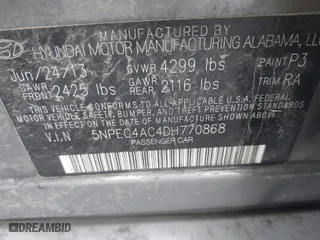 HYUNDAI MOTOR MANUFACTURING ALABAMA, LLC
Jun/24/13 GVWR 4299 lbs PAINT P3
GAWR FRONT 2425 lbs GAWR REAR 2116 lbs TRIM RA
THIS VEHICLE CONFORMS TO ALL APPLICABLE U.S. FEDERAL MOTOR
VEHICLE SAFETY, BUMPER, AND THEFT PREVENTION STANDARDS IN
EFFECT ON THE DATE OF MANUFACTURE SHOWN ABOVE.
V.I.N 5NPEC4AC4DH770868
PASSENGER CAR
DREAMBID.COM